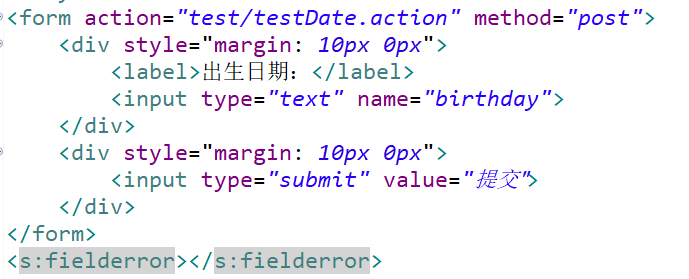 <form action="test/testDate.action" method="post">
<div style="margin: 10px 0px">
<label>出生日期：</label>
<input type="text" name="birthday">
</div>
<div style="margin: 10px 0px">
<input type="submit" value="提交">
</div>
</form>
<s:fielderror></s:fielderror>